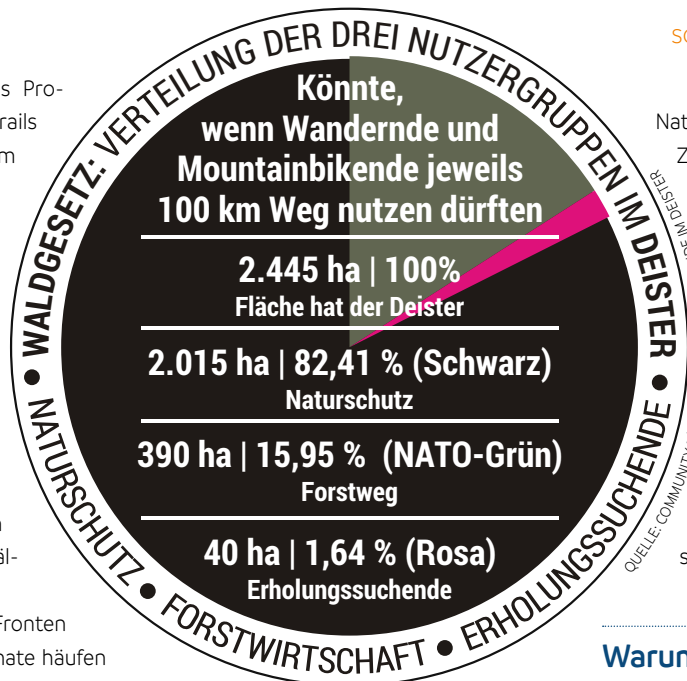 WALDGESETZ: VERTEILUNG DER DREI NUTZERGRUPPEN IM DEISTER
• NATURSCHUTZ • FORSTWIRTSCHAFT • ERHOLUNGSSUCHENDE •
Könnte,
wenn Wandernde und
Mountainbikende jeweils
100 km Weg nutzen dürften
2.445 ha | 100%
Fläche hat der Deister
2.015 ha | 82,41 % (Schwarz)
Naturschutz
390 ha | 15,95 % (NATO-Grün)
Forstweg
40 ha | 1,64 % (Rosa)
Erholungssuchende
s Pro-
rails
m
äl-
Fronten
nate häufen
QUELLE: COMMUNITY
IM DEISTER
Nat
Z
s
Warun